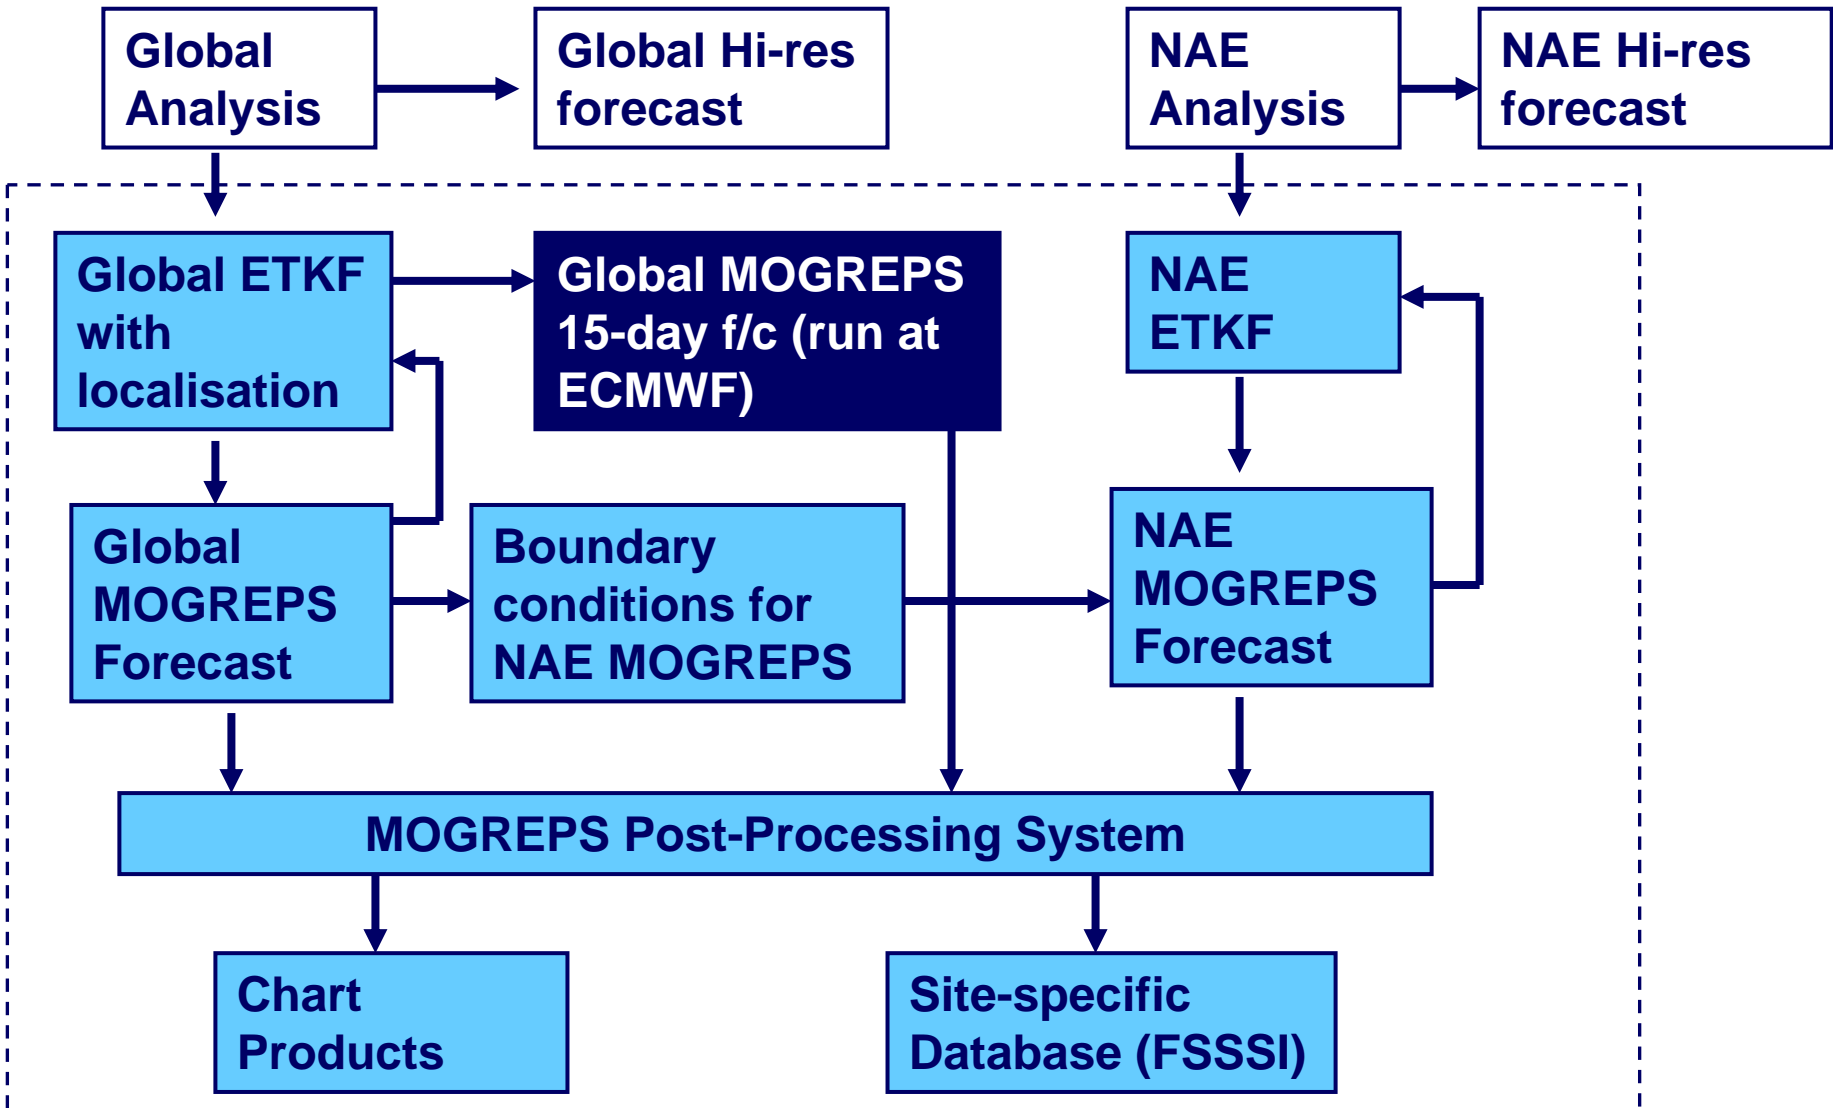 Global
Analysis
Global Hi-res
forecast
NAE
Analysis
NAE Hi-res
forecast
Global ETKF
with
localisation
Global MOGREPS
15-day f/c (run at
ECMWF)
NAE
ETKF
Global
MOGREPS
Forecast
Boundary
conditions for
NAE MOGREPS
NAE
MOGREPS
Forecast
MOGREPS Post-Processing System
Chart
Products
Site-specific
Database (FSSSI)